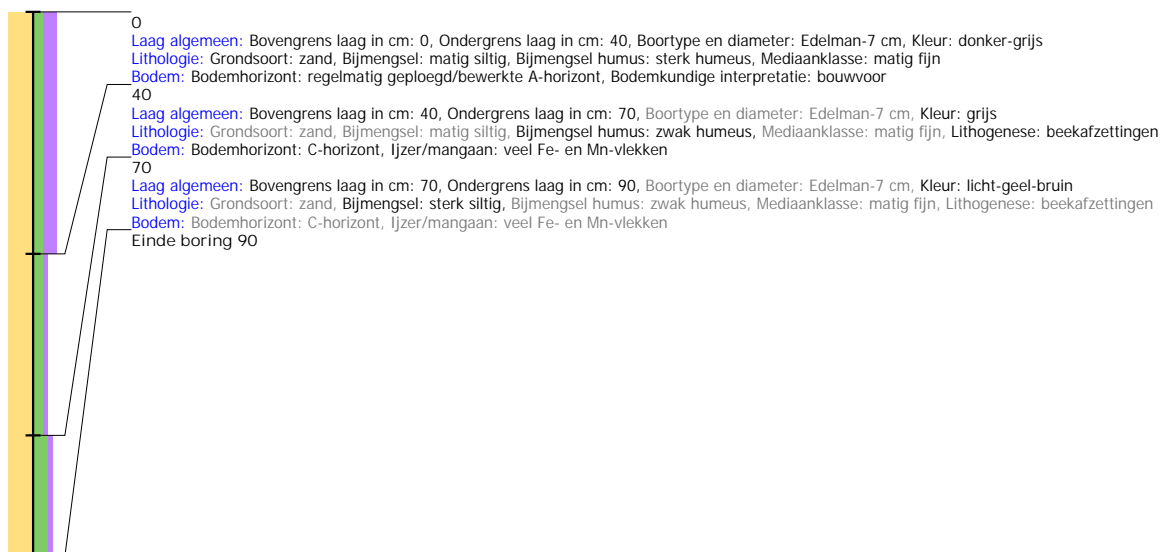 0
Laag algemeen: Bovengrens laag in cm: 0, Ondergrens laag in cm: 40, Boortype en diameter: Edelman-7 cm, Kleur: donker-grijs
Lithologie: Grondsoort: zand, Bijmengsel: matig siltig, Bijmengsel humus: sterk humeus, Mediaanklasse: matig fijn
Bodem: Bodemhorizont: regelmatig geploegd/bewerkte A-horizont, Bodemkundige interpretatie: bouwvoor
40
Laag algemeen: Bovengrens laag in cm: 40, Ondergrens laag in cm: 70, Boortype en diameter: Edelman-7 cm, Kleur: grijs
Lithologie: Grondsoort: zand, Bijmengsel: matig siltig, Bijmengsel humus: zwak humeus, Mediaanklasse: matig fijn, Lithogenese: beekafzettingen
Bodem: Bodemhorizont: C-horizont, Ijzer/mangaan: veel Fe- en Mn-vlekken
70
Laag algemeen: Bovengrens laag in cm: 70, Ondergrens laag in cm: 90, Boortype en diameter: Edelman-7 cm, Kleur: licht-geel-bruin
Lithologie: Grondsoort: zand, Bijmengsel: sterk siltig, Bijmengsel humus: zwak humeus, Mediaanklasse: matig fijn, Lithogenese: beekafzettingen
Bodem: Bodemhorizont: C-horizont, Ijzer/mangaan: veel Fe- en Mn-vlekken
Einde boring 90